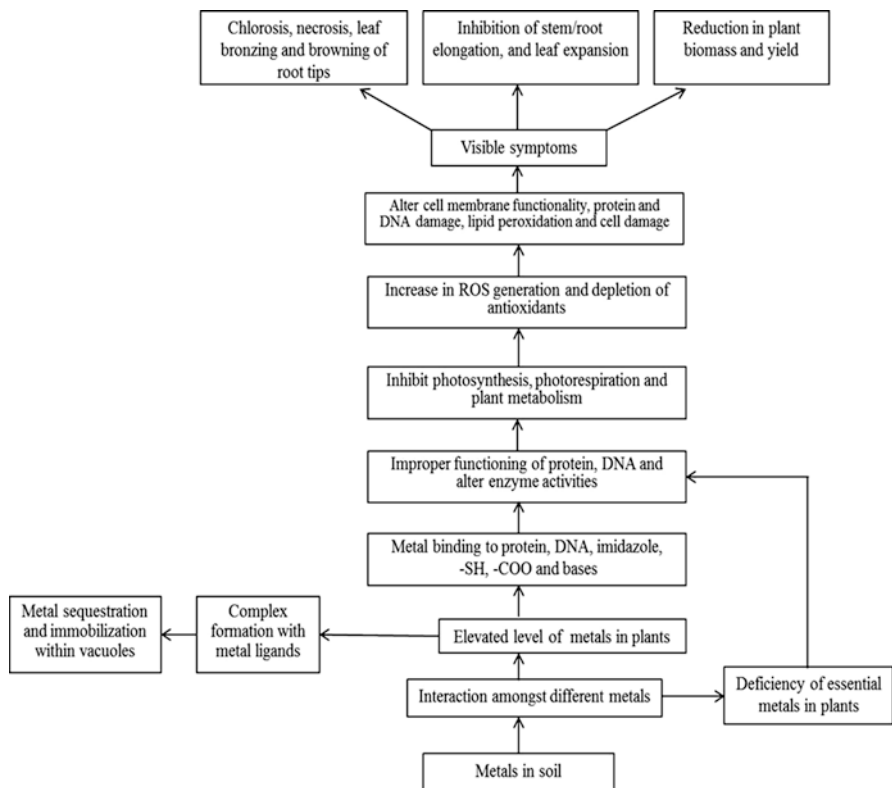 Chlorosis, necrosis, leaf
bronzing and browning of
root tips
Inhibition of stem/root
elongation, and leaf expansion
Reduction in plant
biomass and yield
Visible symptoms
Alter cell membrane functionality, protein and
DNA damage, lipid peroxidation and cell damage
Increase in ROS generation and depletion of
antioxidants
Inhibit photosynthesis, photorespiration and
plant metabolism
Improper functioning of protein, DNA and
alter enzyme activities
Metal binding to protein, DNA, imidazole,
-SH, -COO and bases
Metal sequestration
and immobilization
within vacuoles
Complex
formation with
metal ligands
Elevated level of metals in plants
Interaction amongst different metals
Deficiency of essential
metals in plants
Metals in soil